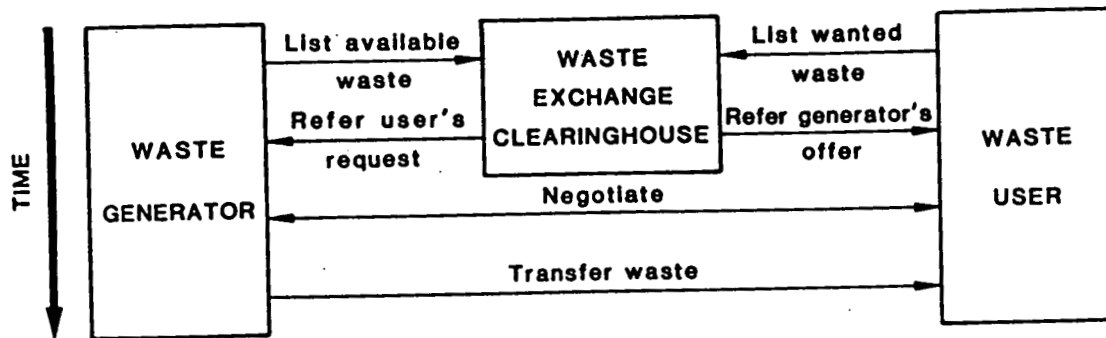 TIME
WASTE
GENERATOR
List available
waste
Refer user's
request
WASTE
EXCHANGE
CLEARINGHOUSE
List wanted
waste
Refer generator's
offer
Negotiate
Transfer waste
WASTE
USER